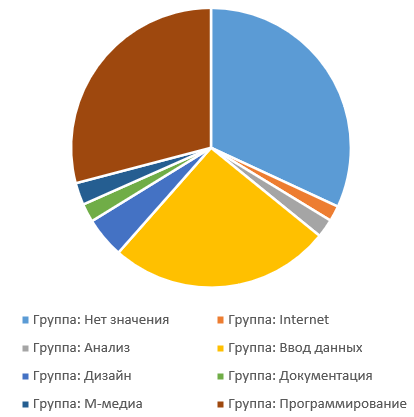 Группа: Нет значения
Группа: Internet
Группа: Анализ
Группа: Ввод данных
Группа: Дизайн
Группа: Документация
Группа: М-медиа
Группа: Программирование